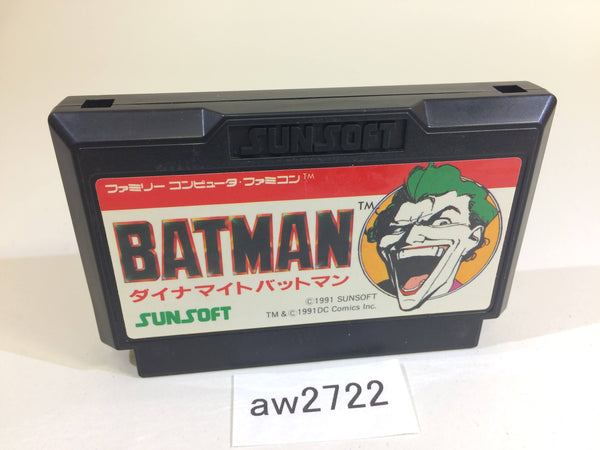 SUNSOFT
ファミリー コンピュータ・ファミコン™
BATMAN™
ダイナマイトバットマン
©1991 SUNSOFT
SUNSOFT
TM & ©1991DC Comics Inc.
aw2722